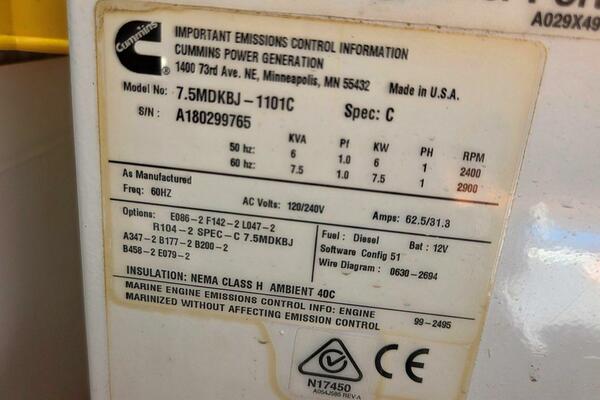 A029X49
Cummins
IMPORTANT EMISSIONS CONTROL INFORMATION
CUMMINS POWER GENERATION
1400 73rd Ave. NE, Minneapolis, MN 55432 Made in U.S.A.
Model No: 7.5MDKBJ-1101C Spec: C
S/N: A180299765
KVA Pf KW PH RPM
50 hz: 6 1.0 6 1 2400
60 hz: 7.5 1.0 7.5 1 2900
As Manufactured
Freq: 60HZ AC Volts: 120/240V Amps: 62.5/31.3
Options: E086-2 F142-2 L047-2
R104-2 SPEC-C 7.5MDKBJ
A347-2 B177-2 B200-2
B458-2 E079-2
Fuel: Diesel Bat: 12V
Software Config 51
Wire Diagram: 0630-2694
INSULATION: NEMA CLASS H AMBIENT 40C
MARINE ENGINE EMISSIONS CONTROL INFO: ENGINE
MARINIZED WITHOUT AFFECTING EMISSION CONTROL
99-2495
N17450
A054J585 REV A
CE